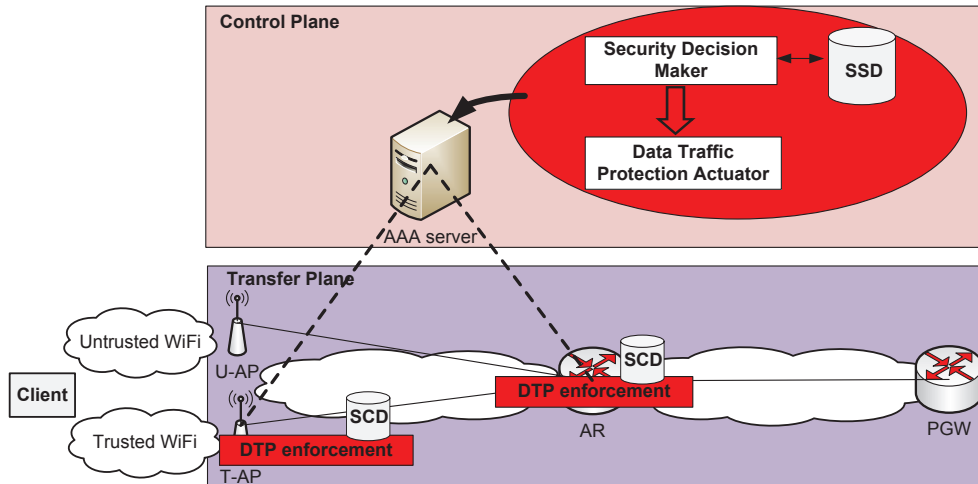 Control Plane
Security Decision
Maker
SSD
Data Traffic
Protection Actuator
AAA server
Transfer Plane
Untrusted WiFi
U-AP
SCD
Client
DTP enforcement
SCD
AR
PGW
Trusted WiFi
DTP enforcement
T-AP